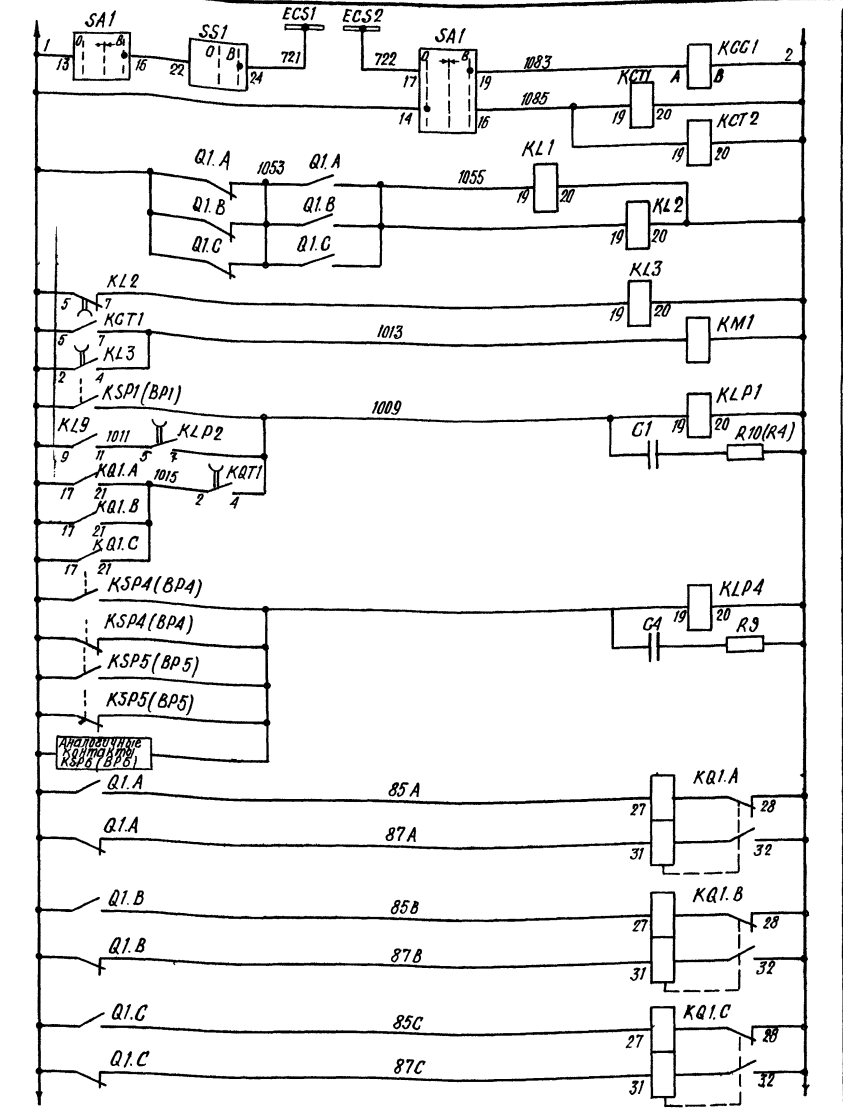 SA1 SS1 ECS1 ECS2 SA1
1 13 O B 16 22 O B 24 721 722 17 O B 19 1083 A KCC1 B 2
14 16 1085 KCT1 19 20
KCT2 19 20
Q1.A 1053 Q1.A 1055 KL1 19 20
Q1.B Q1.B KL2 19 20
Q1.C Q1.C
5 KL2 7 KL3 19 20
5 KCT1 7 1013 KM1
2 KL3 4
KSP1(BP1) 1009 KLP1 19 20
KL9 9 11 1011 5 KLP2 7 C1 R10(R4)
17 KQ1.A 21 1015 2 KQT1 4
17 KQ1.B 21
17 KQ1.C 21
KSP4(BP4) KLP4 19 20
KSP4(BP4) C4 R9
KSP5(BP5)
KSP5(BP5)
Аналогичные
контакты
KSP6(BP6)
Q1.A 85A 27 KQ1.A 28
Q1.A 87A 31 32
Q1.B 85B 27 KQ1.B 28
Q1.B 87B 31 32
Q1.C 85C 27 KQ1.C 28
Q1.C 87C 31 32